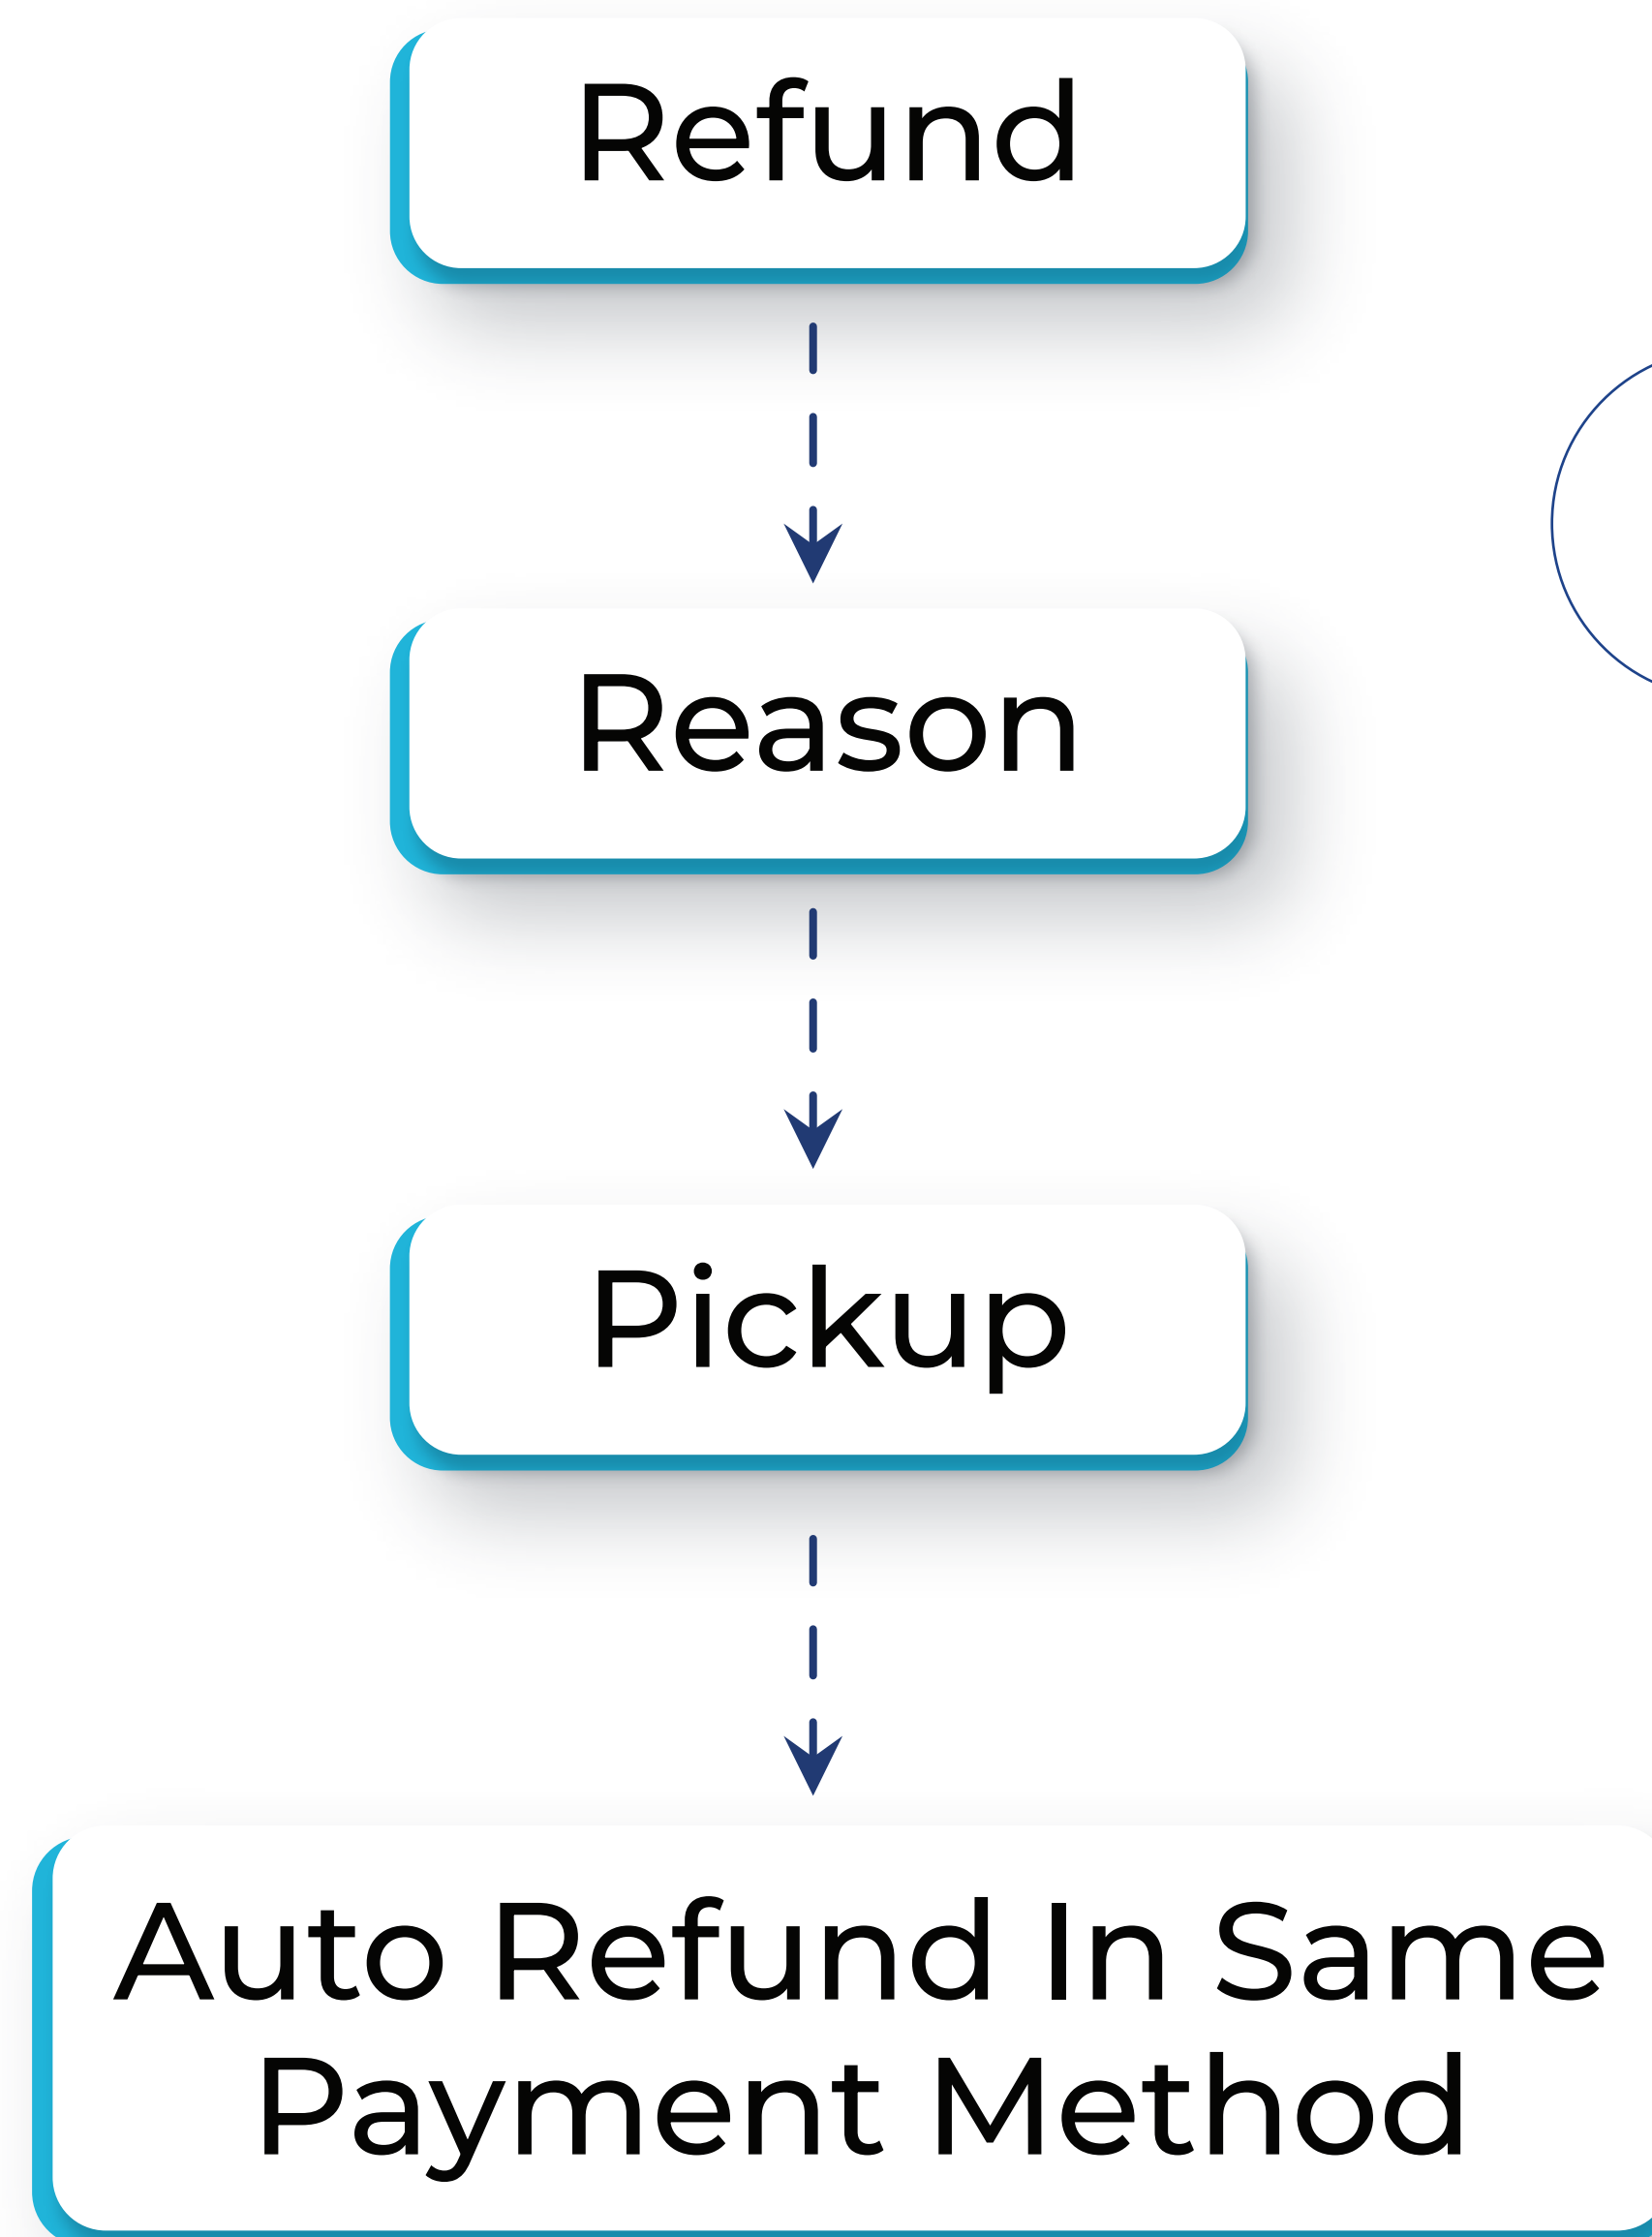 Refund
Reason
Pickup
Auto Refund In Same
Payment Method